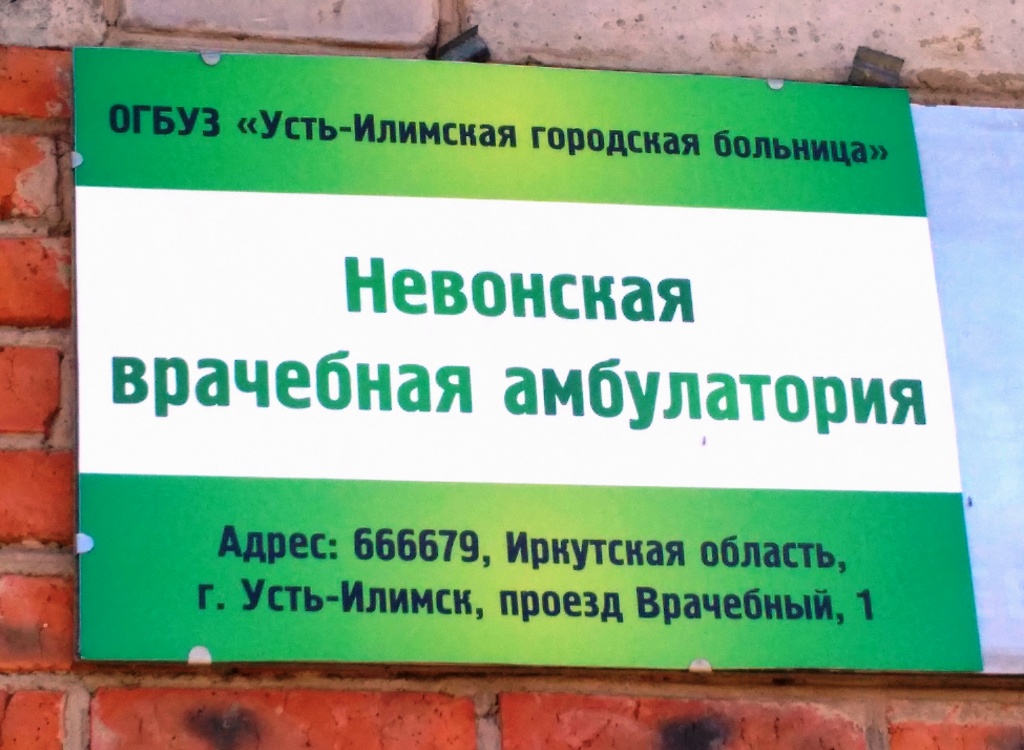 ОГБУЗ «Усть-Илимская городская больница»
Невонская
врачебная амбулатория
Адрес: 666679, Иркутская область,
г. Усть-Илимск, проезд Врачебный, 1